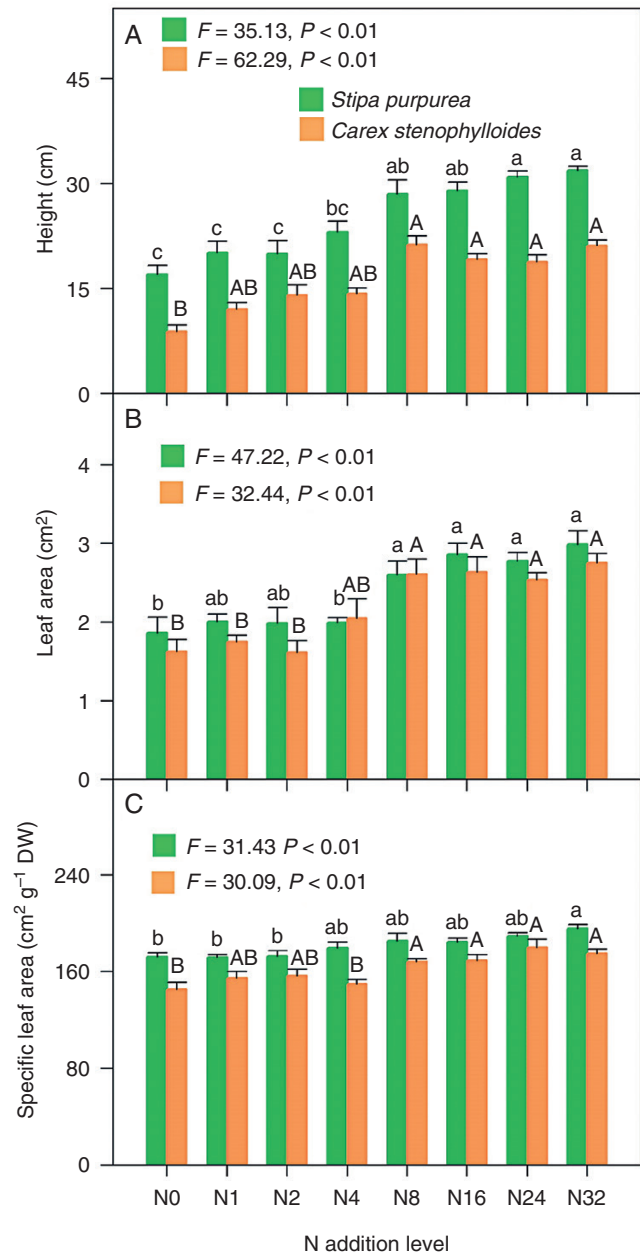 A
F = 35.13, P < 0.01
F = 62.29, P < 0.01
Stipa purpurea
Carex stenophylloides
Height (cm)
45
30
15
0
c B c AB c AB bc AB ab A ab A a A a A
B
F = 47.22, P < 0.01
F = 32.44, P < 0.01
Leaf area (cm²)
4
3
2
1
0
b B ab B ab B b AB a A a A a A a A
C
F = 31.43 P < 0.01
F = 30.09, P < 0.01
Specific leaf area (cm² g⁻¹ DW)
240
160
80
0
b B b AB b AB ab B ab A ab A ab A a A
N0 N1 N2 N4 N8 N16 N24 N32
N addition level